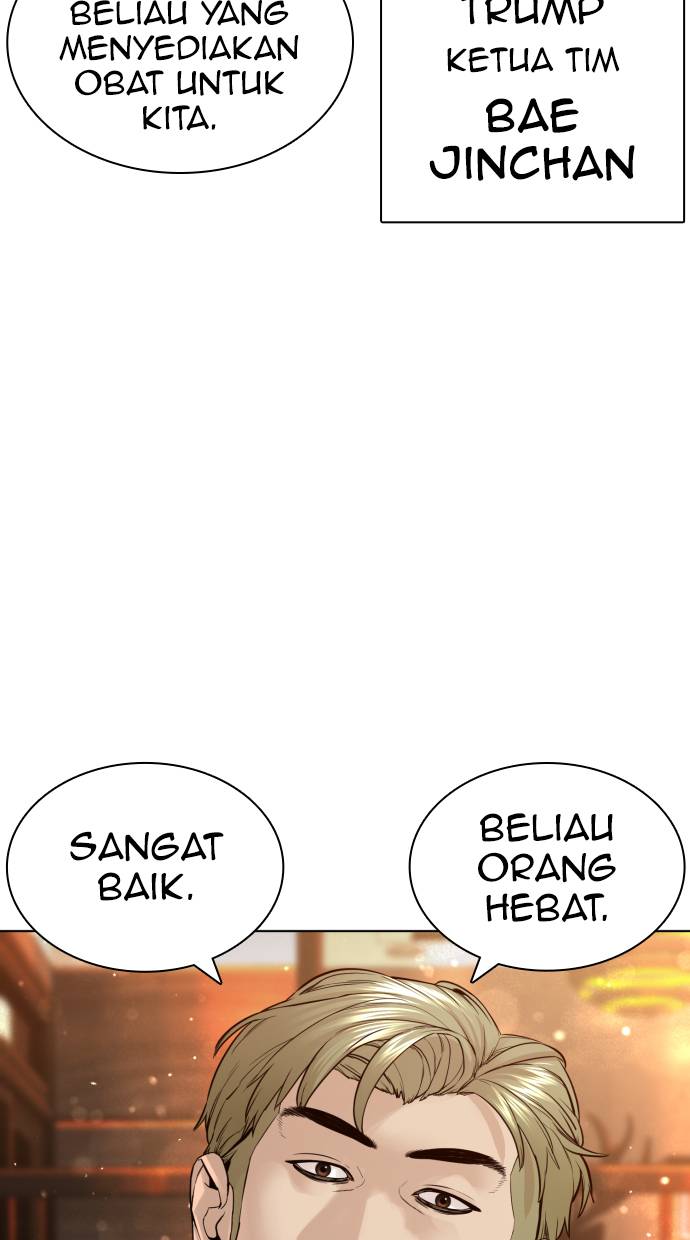 BELIAU YANG
MENYEDIAKAN
OBAT UNTUK
KITA.
TRUMP
KETUA TIM
BAE
JINCHAN
SANGAT
BAIK.
BELIAU
ORANG
HEBAT.